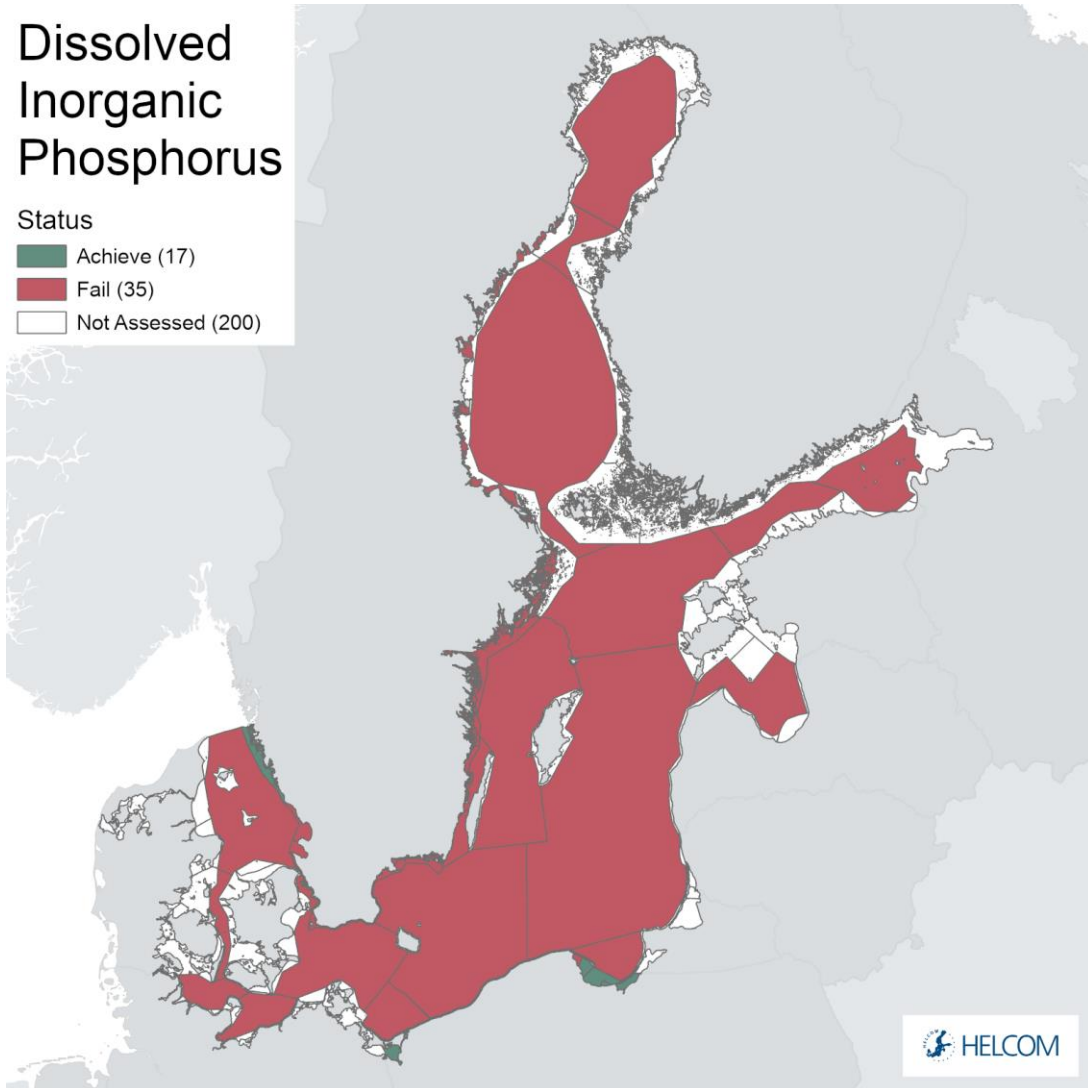 Dissolved
Inorganic
Phosphorus
Status
Achieve (17)
Fail (35)
Not Assessed (200)
HELCOM